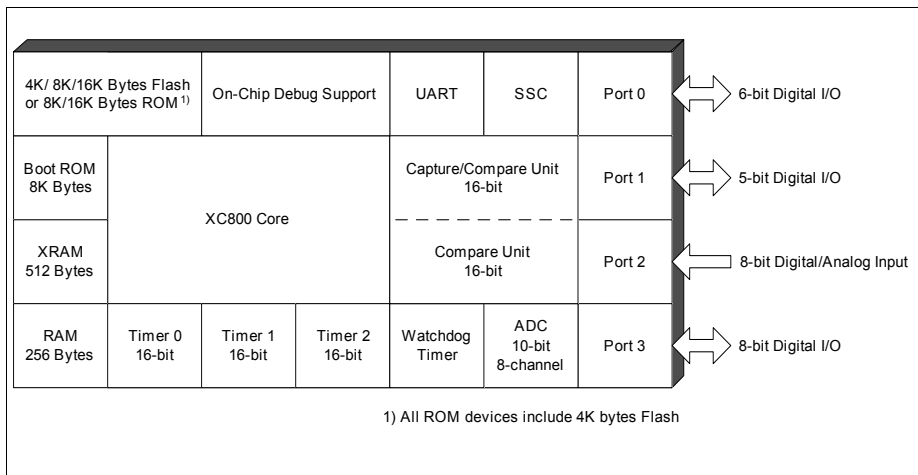 4K/ 8K/16K Bytes Flash
or 8K/16K Bytes ROM 1)
On-Chip Debug Support
UART
SSC
Port 0
6-bit Digital I/O
Boot ROM
8K Bytes
XC800 Core
Capture/Compare Unit
16-bit
Port 1
5-bit Digital I/O
XRAM
512 Bytes
Compare Unit
16-bit
Port 2
8-bit Digital/Analog Input
RAM
256 Bytes
Timer 0
16-bit
Timer 1
16-bit
Timer 2
16-bit
Watchdog
Timer
ADC
10-bit
8-channel
Port 3
8-bit Digital I/O
1) All ROM devices include 4K bytes Flash